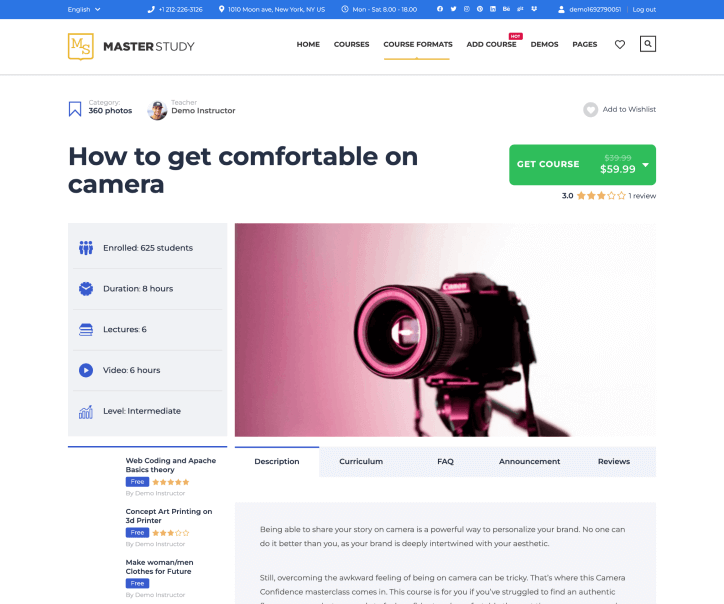 English
+1 212-226-3126
1010 Moon ave, New York, NY US
Mon - Sat 8.00 - 18.00
demo1692790051
Log out
MS
MASTERSTUDY
HOME
COURSES
COURSE FORMATS
ADD COURSE
HOT
DEMOS
PAGES
Category:
360 photos
Teacher
Demo Instructor
Add to Wishlist
How to get comfortable on
camera
GET COURSE
$39.99
$59.99
3.0
1 review
Enrolled: 625 students
Duration: 8 hours
Lectures: 6
Video: 6 hours
Level: Intermediate
Canon
Web Coding and Apache
Basics theory
Free
By Demo Instructor
Concept Art Printing on
3d Printer
Free
By Demo Instructor
Make woman/men
Clothes for Future
Free
By Demo Instructor
Description
Curriculum
FAQ
Announcement
Reviews
Being able to share your story on camera is a powerful way to personalize your brand. No one can
do it better than you, as your brand is deeply intertwined with your aesthetic.
Still, overcoming the awkward feeling of being on camera can be tricky. That's where this Camera
Confidence masterclass comes in. This course is for you if you've struggled to find an authentic